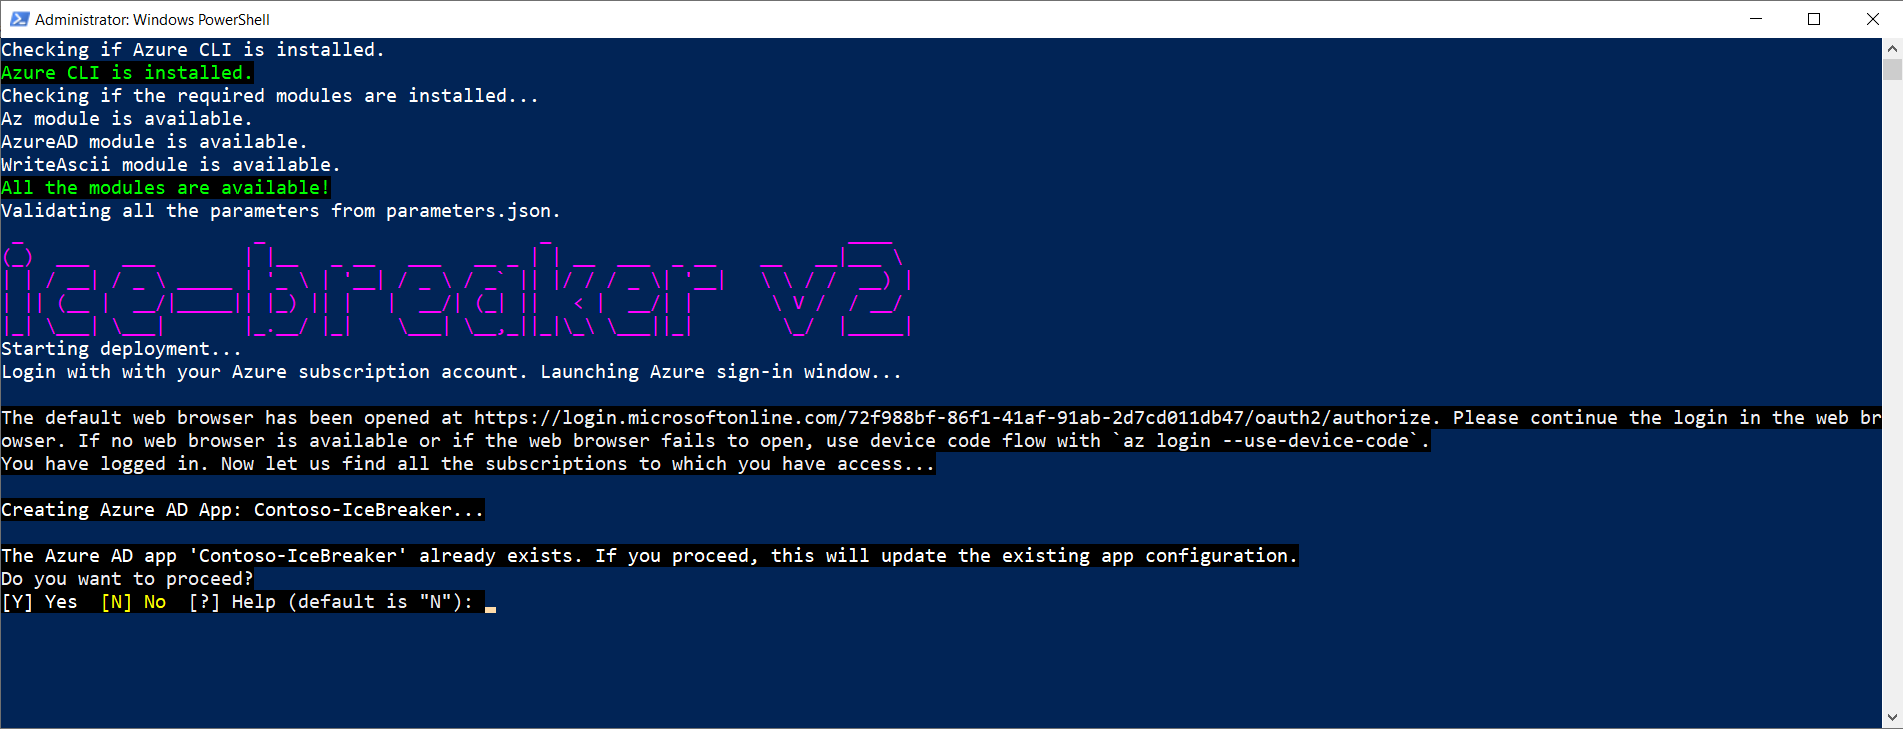 Administrator: Windows PowerShell
Checking if Azure CLI is installed.
Azure CLI is installed.
Checking if the required modules are installed...
Az module is available.
AzureAD module is available.
WriteAscii module is available.
All the modules are available!
Validating all the parameters from parameters.json.
ice-breaker v2
Starting deployment...
Login with with your Azure subscription account. Launching Azure sign-in window...
The default web browser has been opened at https://login.microsoftonline.com/72f988bf-86f1-41af-91ab-2d7cd011db47/oauth2/authorize. Please continue the login in the web br
owser. If no web browser is available or if the web browser fails to open, use device code flow with `az login --use-device-code`.
You have logged in. Now let us find all the subscriptions to which you have access...
Creating Azure AD App: Contoso-IceBreaker...
The Azure AD app 'Contoso-IceBreaker' already exists. If you proceed, this will update the existing app configuration.
Do you want to proceed?
[Y] Yes  [N] No  [?] Help (default is "N"):